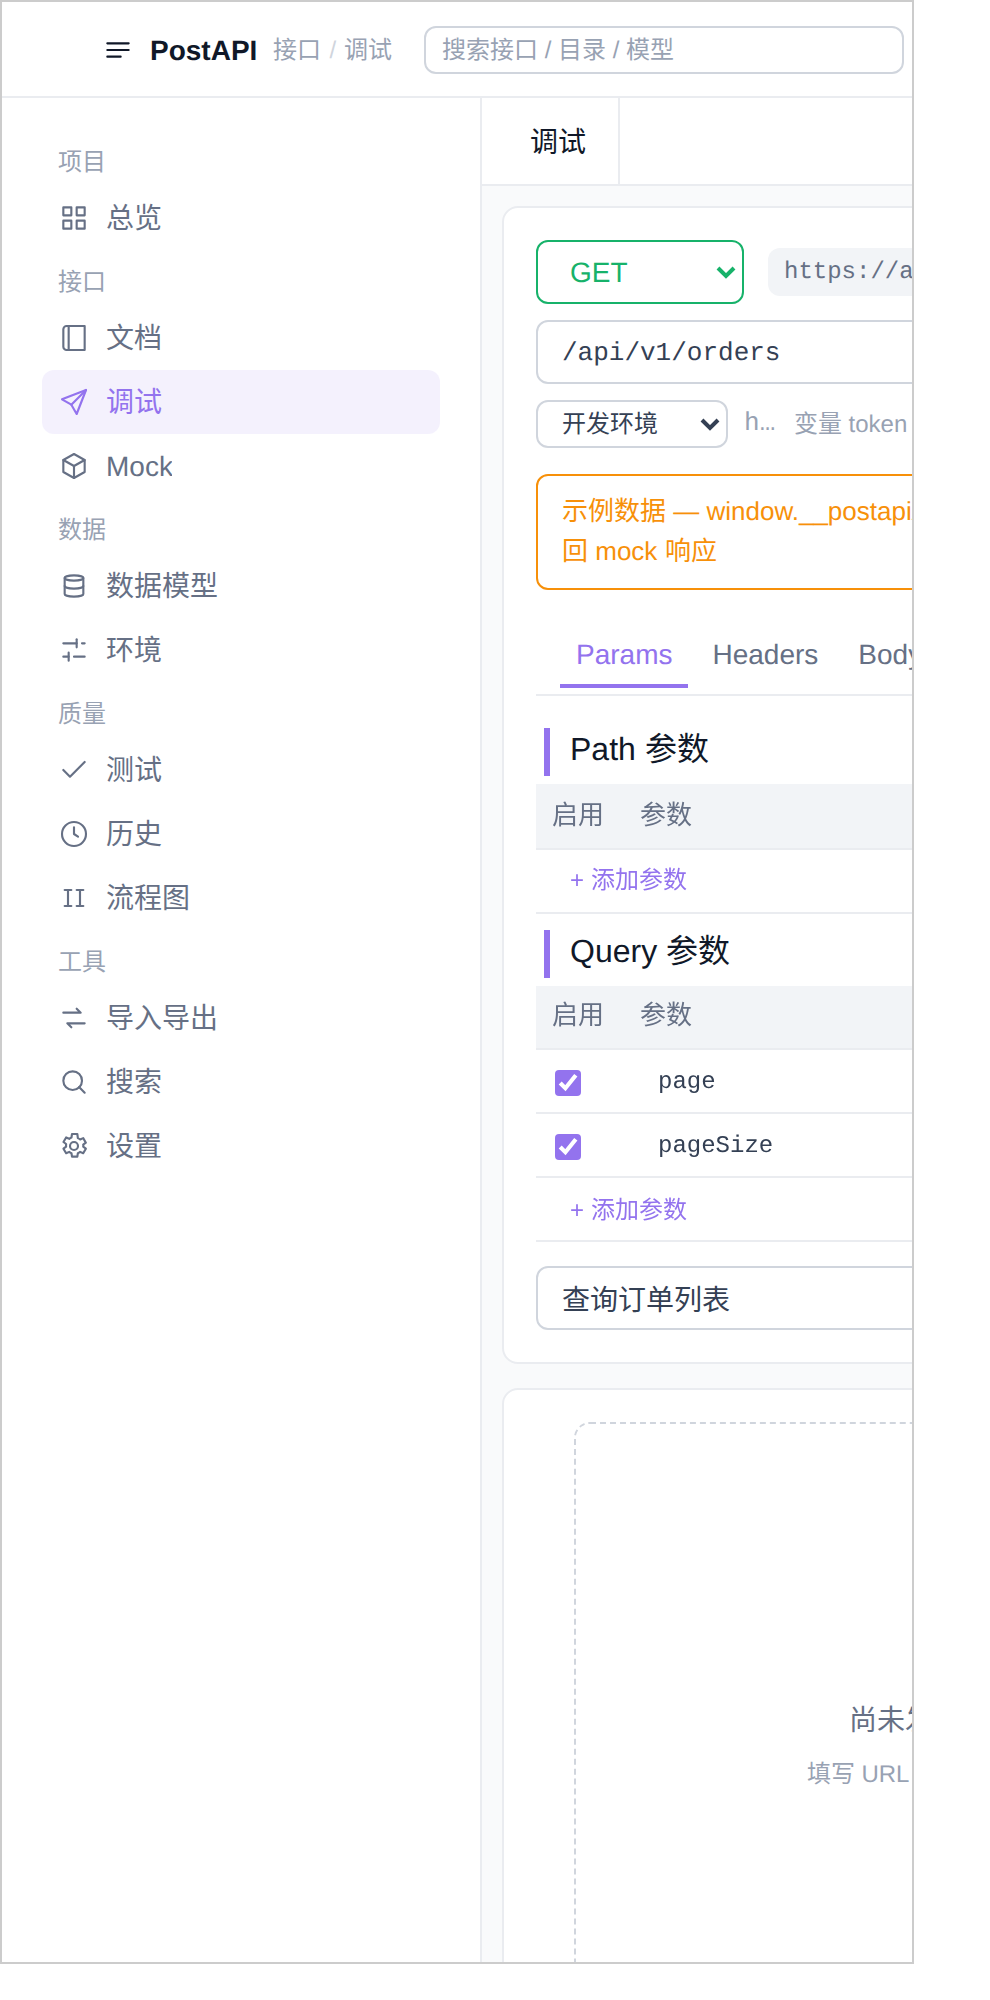 PostAPI 接口 / 调试 搜索接口 / 目录 / 模型
项目
总览
接口
文档
调试
Mock
数据
数据模型
环境
质量
测试
历史
流程图
工具
导入导出
搜索
设置
调试
GET https://a
/api/v1/orders
开发环境 h… 变量 token
示例数据 — window.__postapi
回 mock 响应
Params Headers Body
Path 参数
启用 参数
+ 添加参数
Query 参数
启用 参数
page
pageSize
+ 添加参数
查询订单列表
尚未
填写 URL